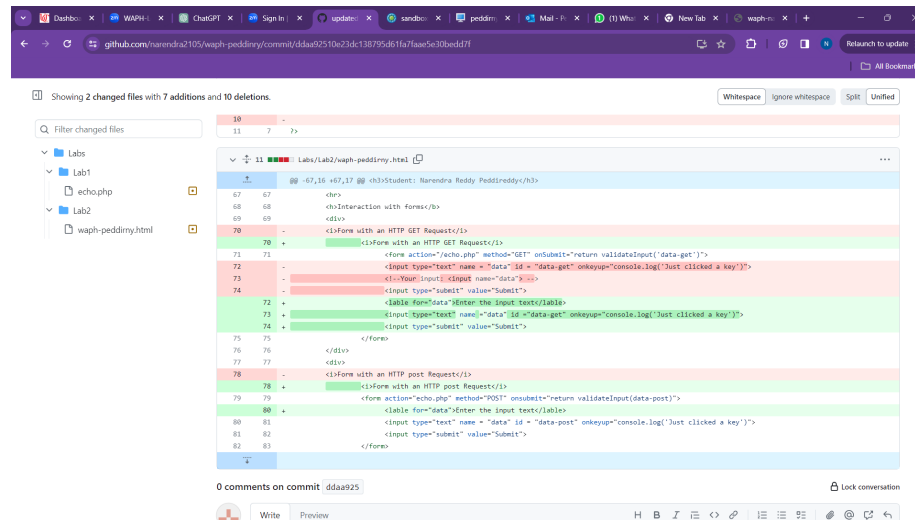 Dashboa
WAPH-L
ChatGPT
Sign In |
updated
sandbox
peddirn
Mail - P
(1) What
New Tab
waph-n
github.com/narendra2105/waph-peddinry/commit/ddaa92510e23dc138795d61fa7faae5e30bedd7f
N
Relaunch to update
All Bookmar
Showing 2 changed files with 7 additions and 10 deletions.
Whitespace Ignore whitespace Split Unified
Filter changed files
Labs
Lab1
echo.php
Lab2
waph-peddirny.html
10 -
11 7 ?>
11 Labs/Lab2/waph-peddirny.html
@@ -67,16 +67,17 @@ <h3>Student: Narendra Reddy Peddireddy</h3>
67 67 <hr>
68 68 <h>Interaction with forms</b>
69 69 <div>
70 - <i>Form with an HTTP GET Request</i>
70 + <i>Form with an HTTP GET Request</i>
71 71 <form action="/echo.php" method="GET" onSubmit="return validateInput('data-get')">
72 - <input type="text" name = "data" id = "data-get" onkeyup="console.log('Just clicked a key')">
73 - <!--Your input: <input name="data"> -->
74 - <input type="submit" value="Submit">
72 + <lable for="data">Enter the input text</lable>
73 + <input type="text" name ="data" id ="data-get" onkeyup="console.log('Just clicked a key')">
74 + <input type="submit" value="Submit">
75 75 </form>
76 76 </div>
77 77 <div>
78 - <i>Form with an HTTP post Request</i>
78 + <i>Form with an HTTP post Request</i>
79 79 <form action="echo.php" method="POST" onsubmit="return validateInput(data-post)">
80 + <lable for="data">Enter the input text</lable>
80 81 <input type="text" name = "data" id = "data-post" onkeyup="console.log('Just clicked a key')">
81 82 <input type="submit" value="Submit">
82 83 </form>
0 comments on commit ddaa925
Lock conversation
Write Preview